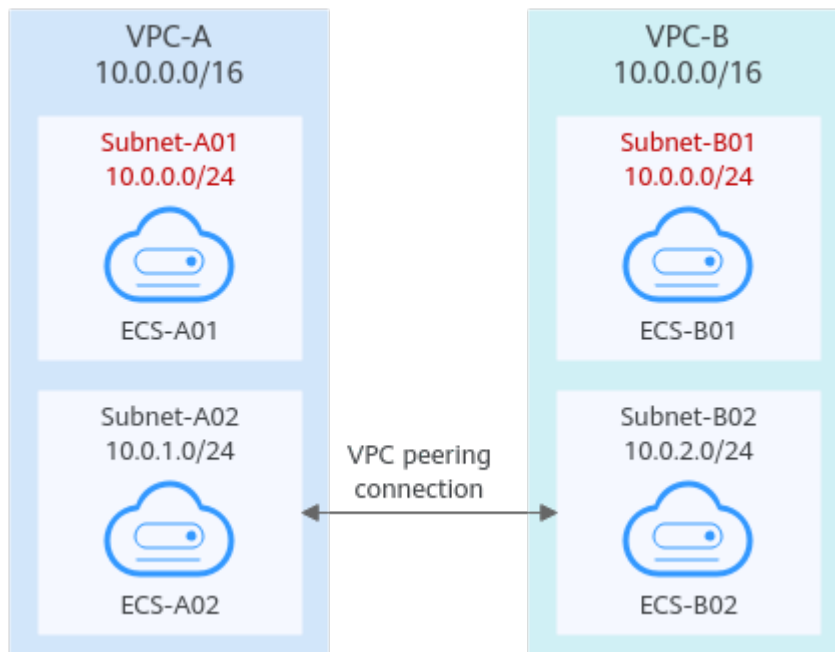 VPC-A
10.0.0.0/16
Subnet-A01
10.0.0.0/24
ECS-A01
Subnet-A02
10.0.1.0/24
ECS-A02
VPC peering
connection
VPC-B
10.0.0.0/16
Subnet-B01
10.0.0.0/24
ECS-B01
Subnet-B02
10.0.2.0/24
ECS-B02